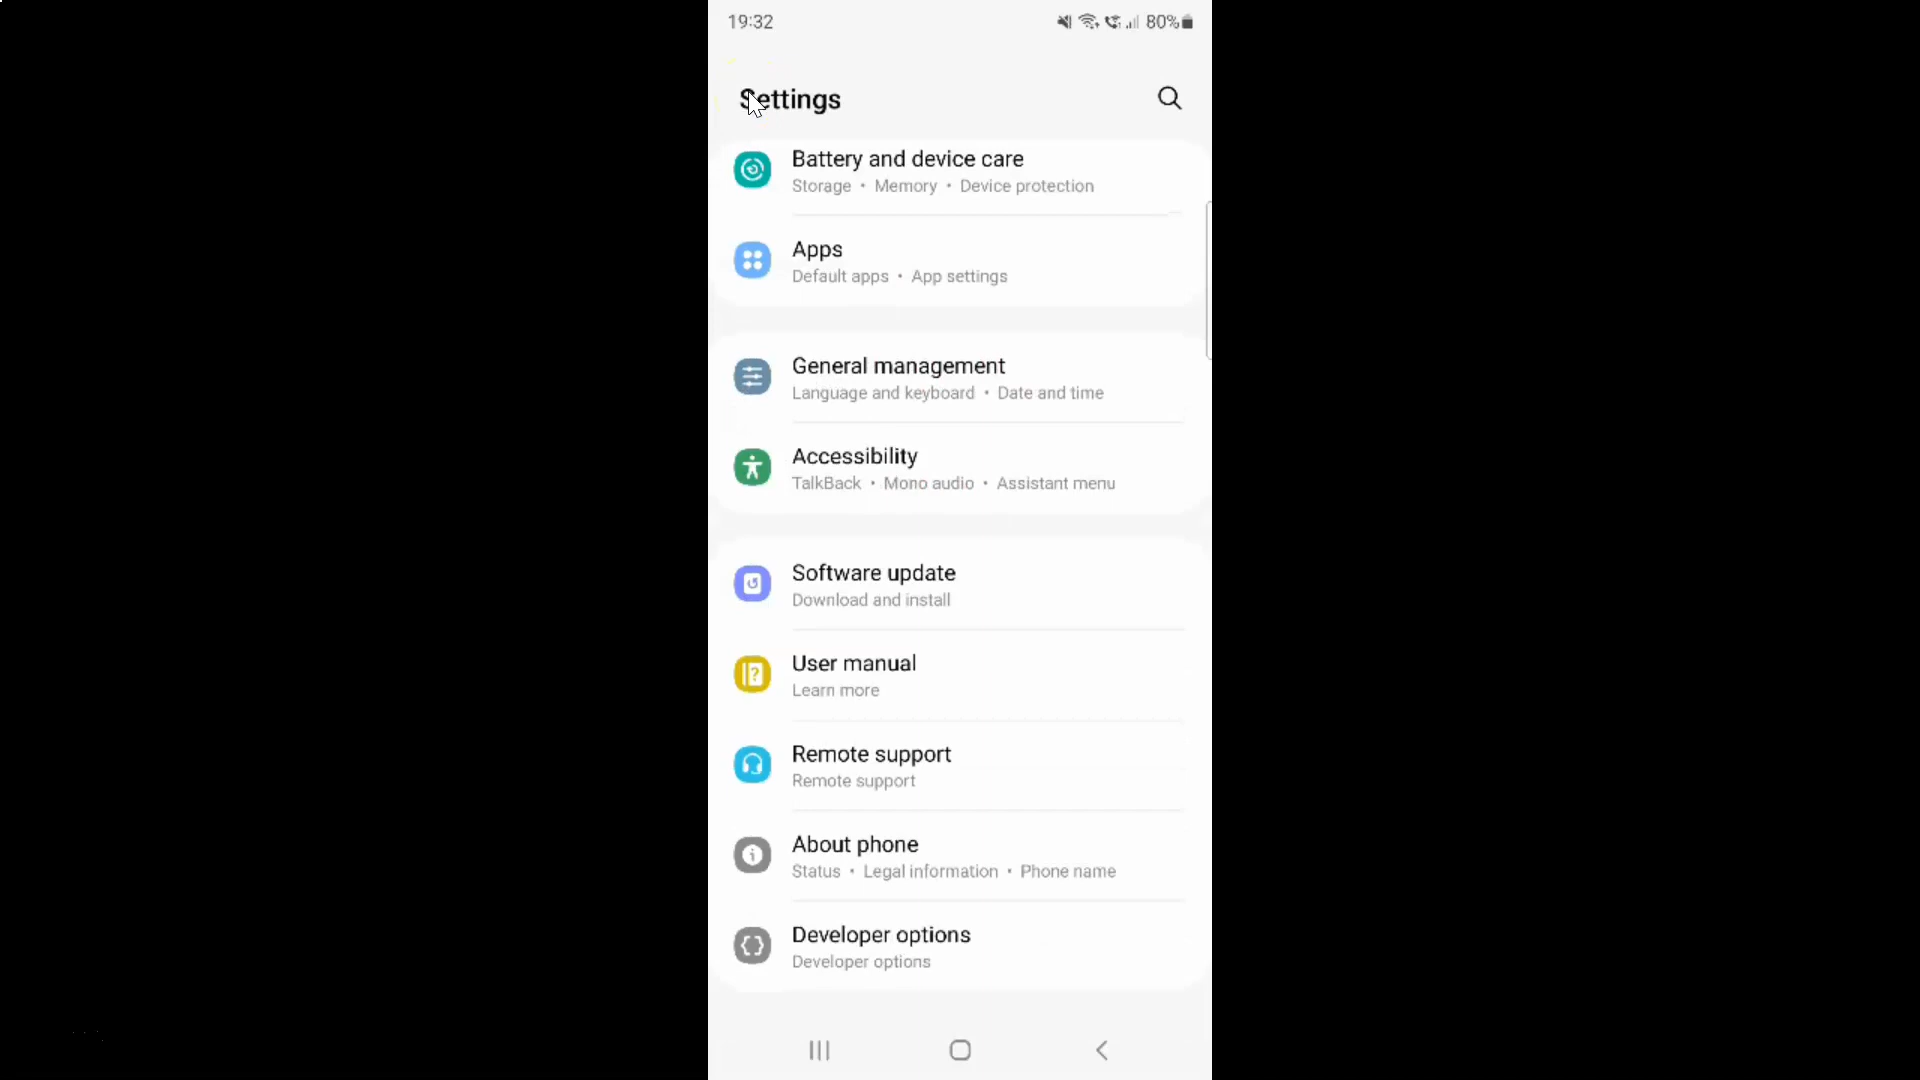 19:32
80%
Settings
Battery and device care
Storage • Memory • Device protection
Apps
Default apps • App settings
General management
Language and keyboard • Date and time
Accessibility
TalkBack • Mono audio • Assistant menu
Software update
Download and install
User manual
Learn more
Remote support
Remote support
About phone
Status • Legal information • Phone name
Developer options
Developer options